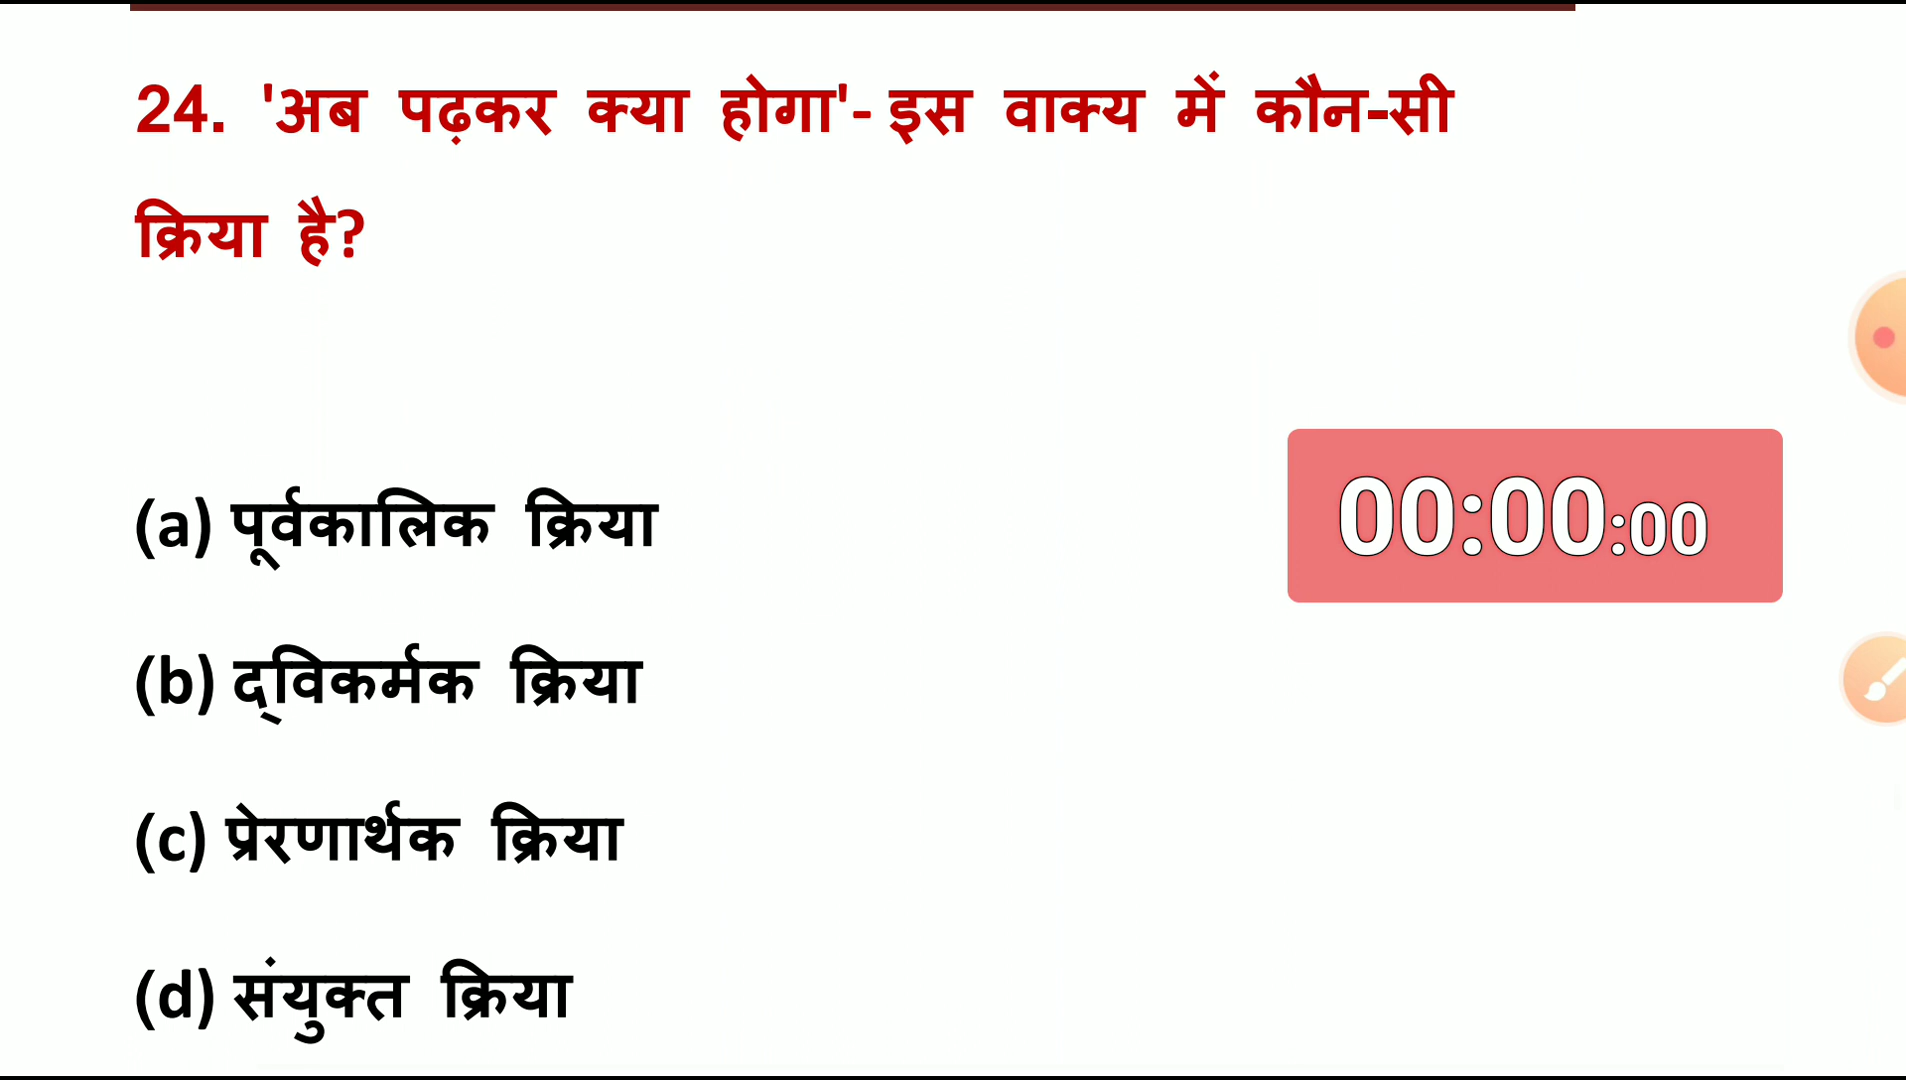 24. 'अब पढ़कर क्या होगा'- इस वाक्य में कौन-सी
क्रिया है?
00:00:00
(a) पूर्वकालिक क्रिया
(b) द्‌विकर्मक क्रिया
(c) प्रेरणार्थक क्रिया
(d) संयुक्त क्रिया